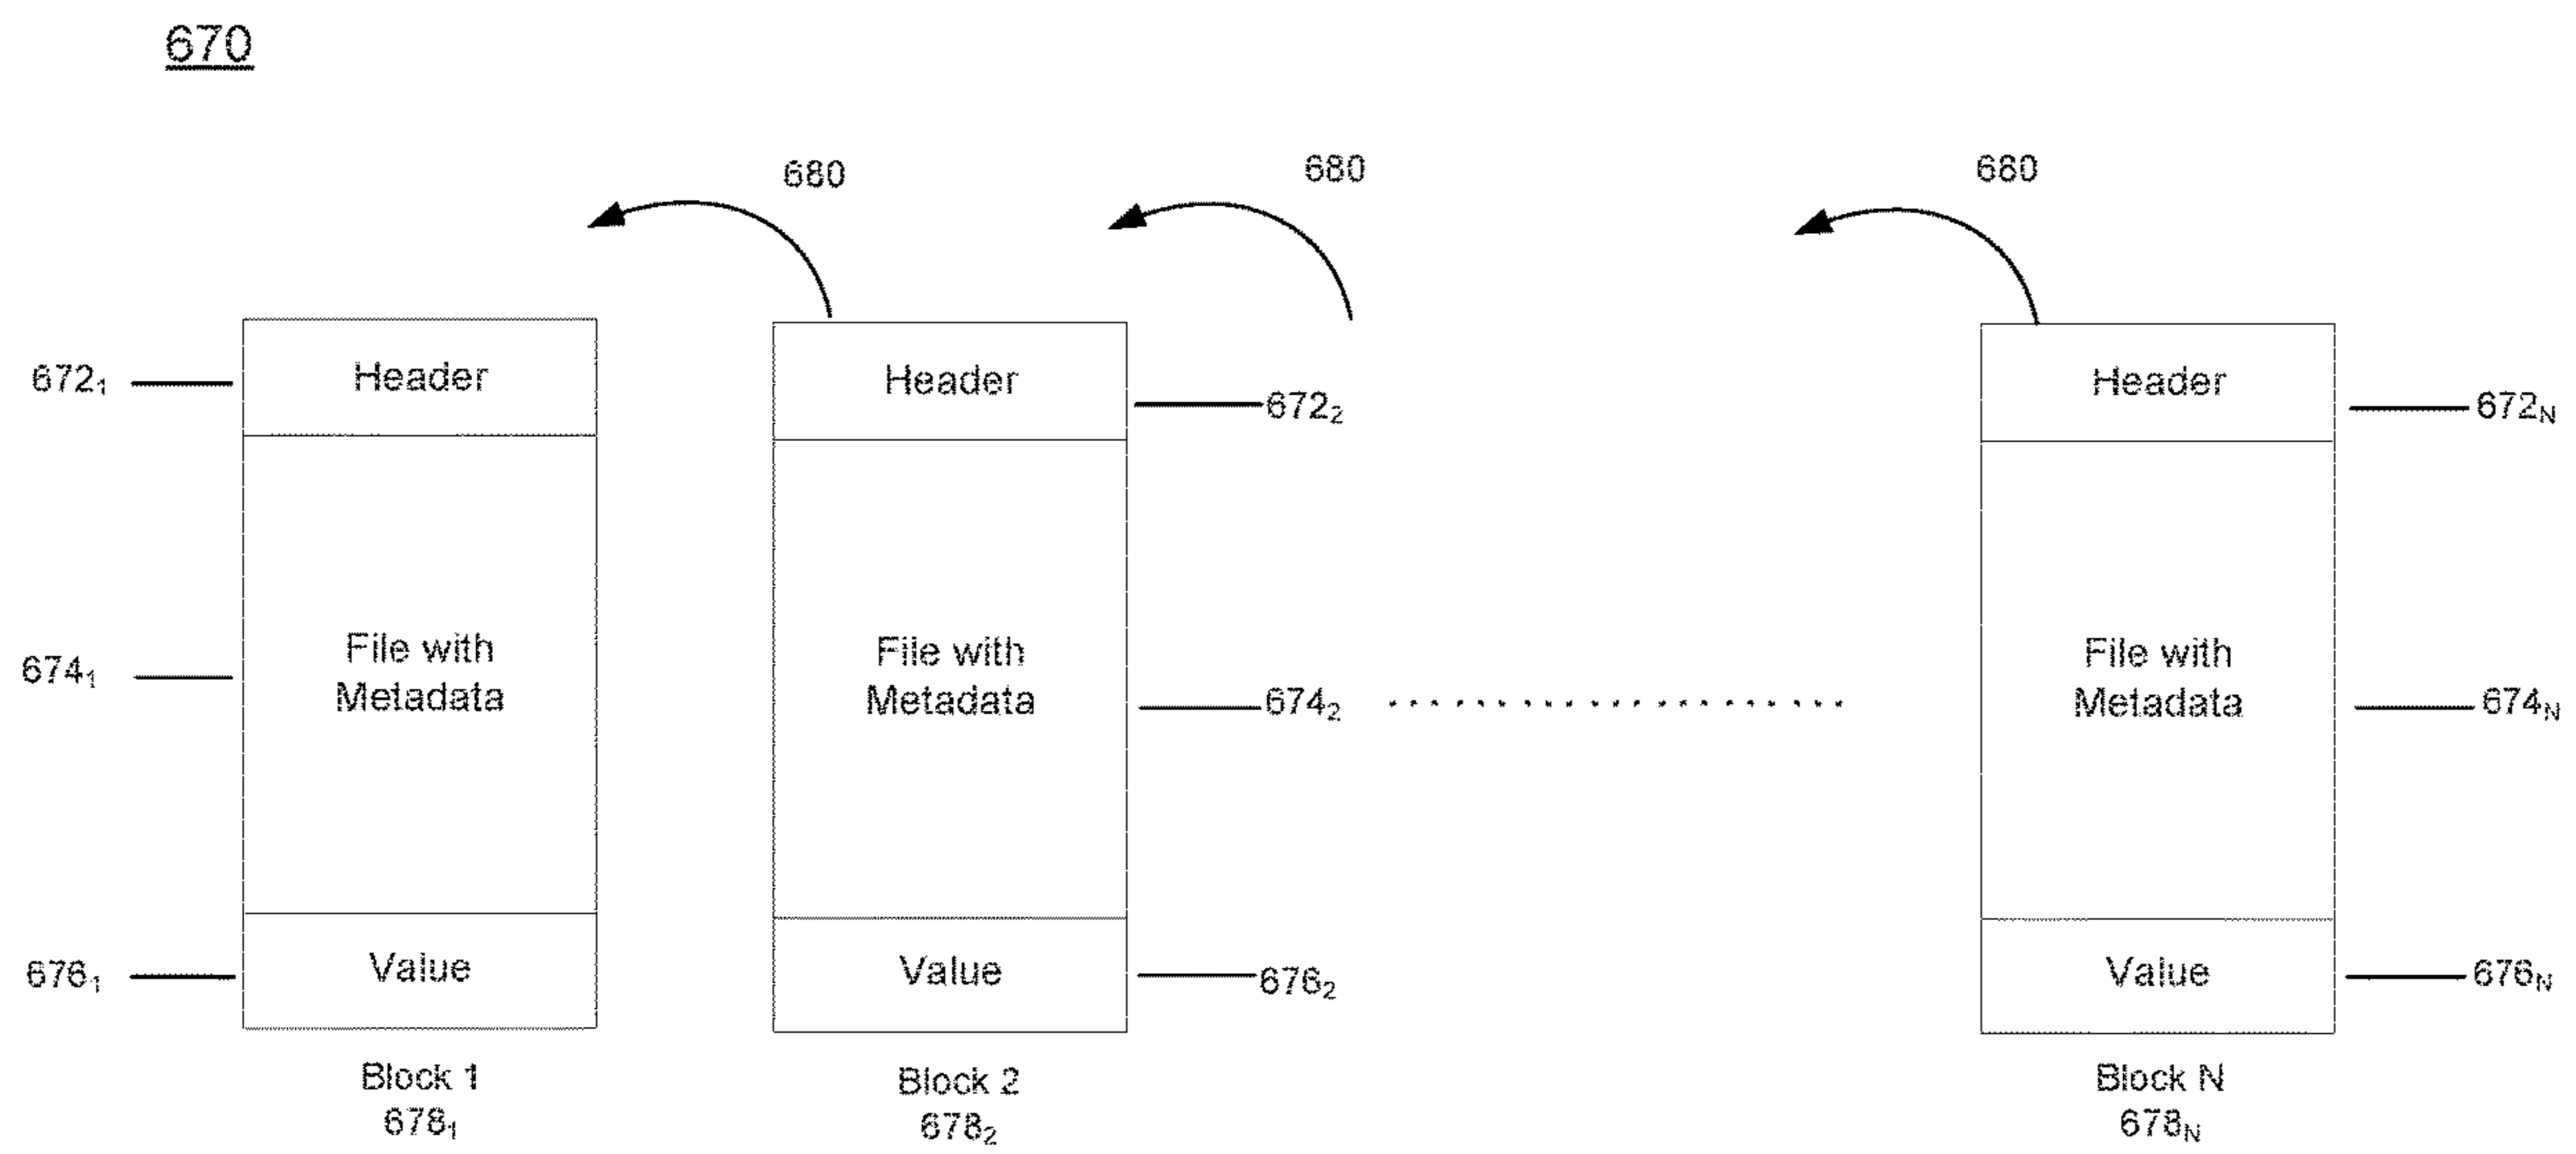 670
680
680
680
Header
Header
Header
672₁
672₂
672N
File with
Metadata
File with
Metadata
File with
Metadata
674₁
674₂
674N
Value
Value
Value
676₁
676₂
676N
Block 1
678₁
Block 2
678₂
Block N
678N